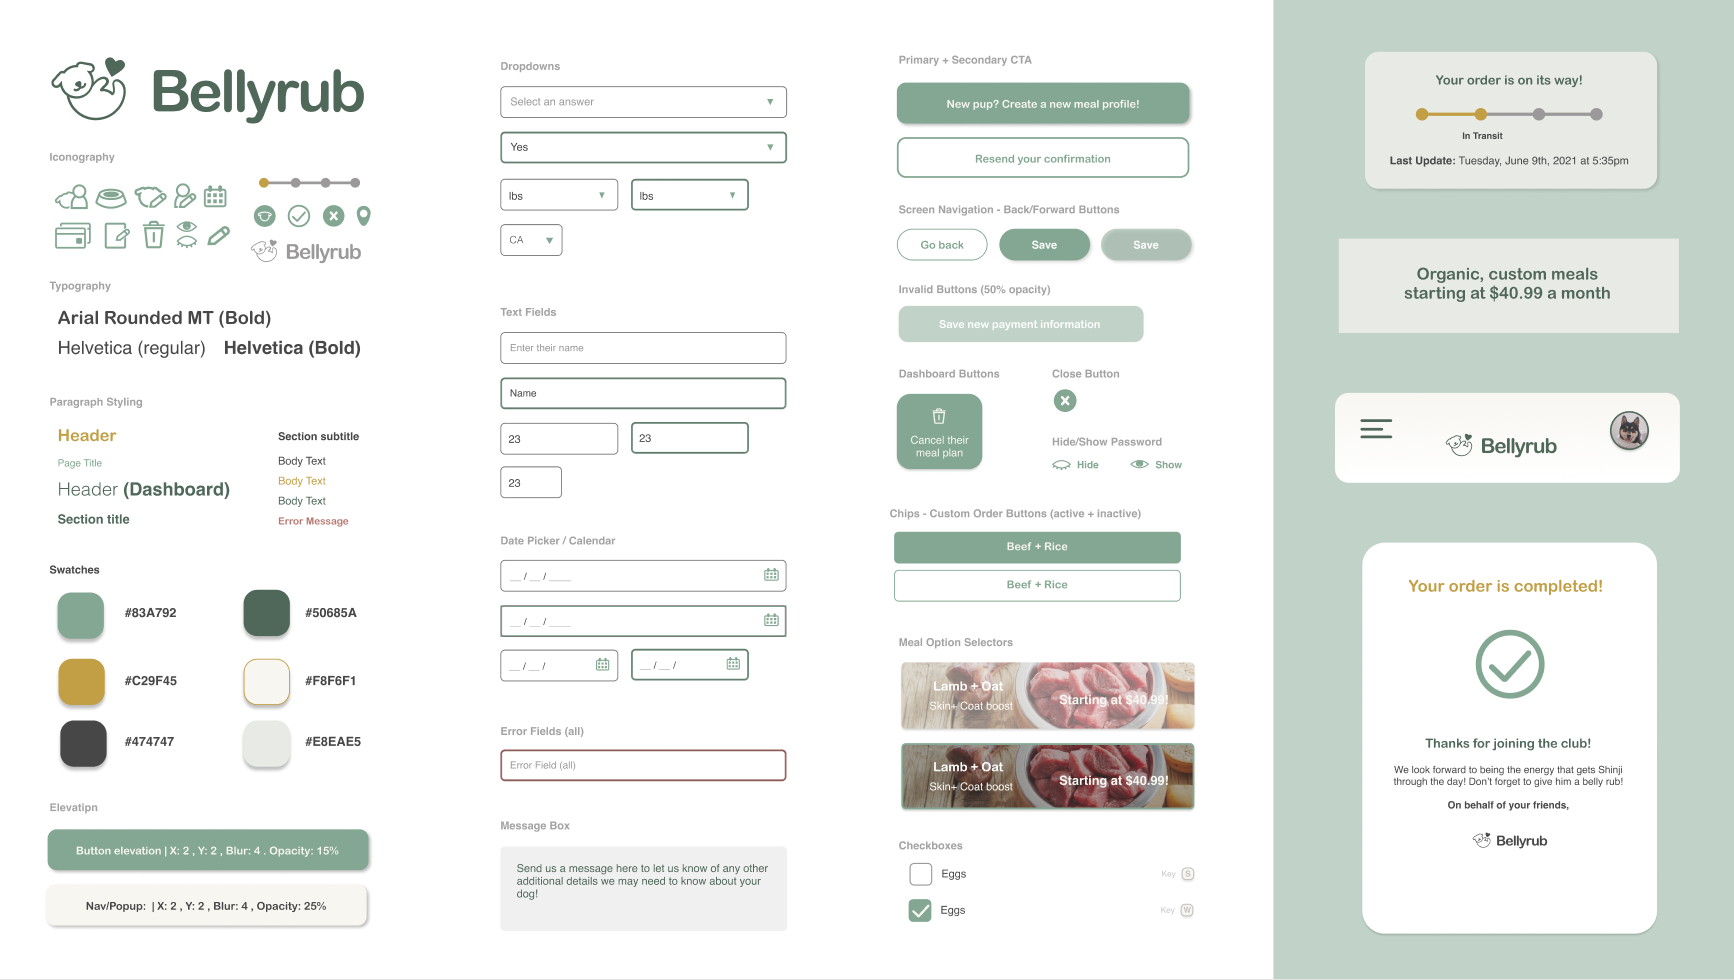 Bellyrub
Iconography
Bellyrub
Typography
Arial Rounded MT (Bold)
Helvetica (regular) Helvetica (Bold)
Paragraph Styling
Header
Page Title
Header (Dashboard)
Section title
Section subtitle
Body Text
Body Text
Body Text
Error Message
Swatches
#83A792
#50685A
#C29F45
#F8F6F1
#474747
#E8EAE5
Elevatipn
Button elevation | X: 2 , Y: 2 , Blur: 4 . Opacity: 15%
Nav/Popup: | X: 2 , Y: 2 , Blur: 4 , Opacity: 25%
Dropdowns
Select an answer
Yes
lbs
lbs
CA
Text Fields
Enter their name
Name
23
23
23
Date Picker / Calendar
__ / __ / ____
__ / __ / ____
__ / __ /
__ / __ /
Error Fields (all)
Error Field (all)
Message Box
Send us a message here to let us know of any other
additional details we may need to know about your
dog!
Primary + Secondary CTA
New pup? Create a new meal profile!
Resend your confirmation
Screen Navigation - Back/Forward Buttons
Go back
Save
Save
Invalid Buttons (50% opacity)
Save new payment information
Dashboard Buttons
Cancel their
meal plan
Close Button
Hide/Show Password
Hide
Show
Chips - Custom Order Buttons (active + inactive)
Beef + Rice
Beef + Rice
Meal Option Selectors
Lamb + Oat
Skin+ Coat boost
Starting at $40.99!
Lamb + Oat
Skin+ Coat boost
Starting at $40.99!
Checkboxes
Eggs
Key S
Eggs
Key W
Your order is on its way!
In Transit
Last Update: Tuesday, June 9th, 2021 at 5:35pm
Organic, custom meals
starting at $40.99 a month
Bellyrub
Your order is completed!
Thanks for joining the club!
We look forward to being the energy that gets Shinji
through the day! Don't forget to give him a belly rub!
On behalf of your friends,
Bellyrub